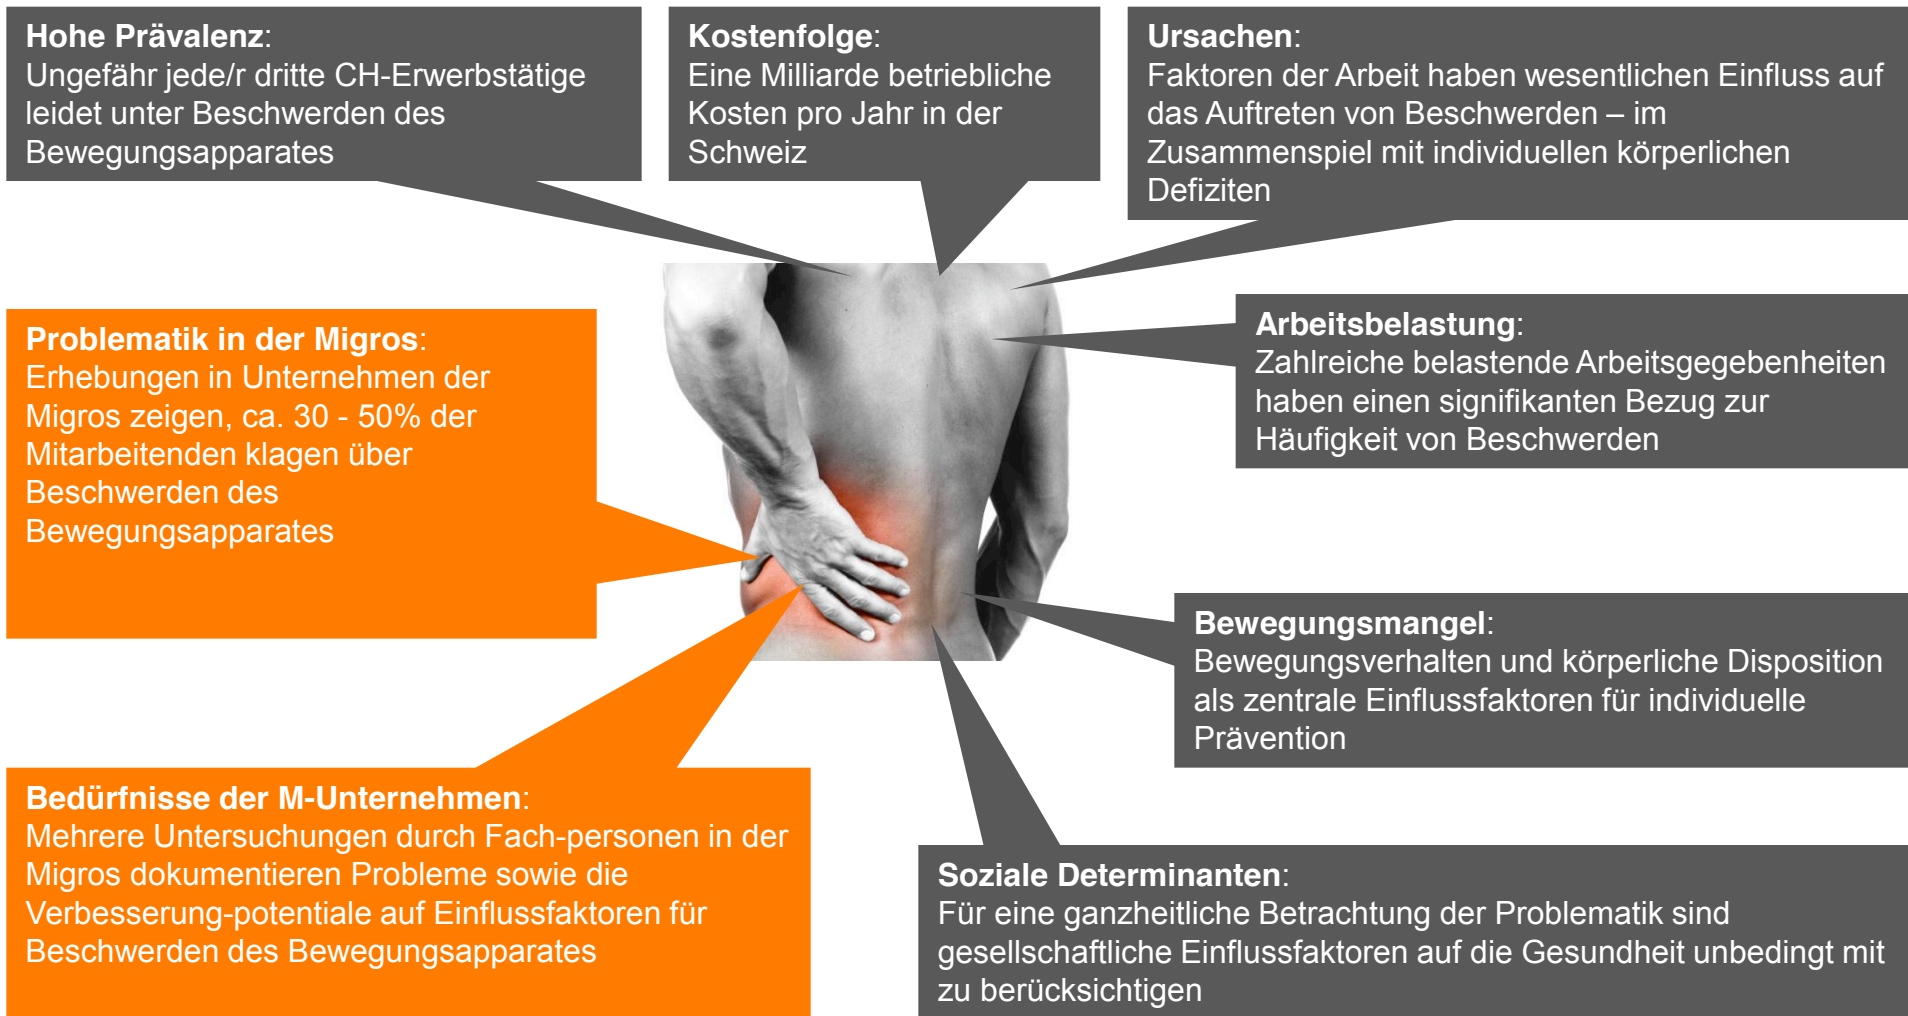 Hohe Prävalenz:
Ungefähr jede/r dritte CH-Erwerbstätige
leidet unter Beschwerden des
Bewegungsapparates
Kostenfolge:
Eine Milliarde betriebliche
Kosten pro Jahr in der
Schweiz
Ursachen:
Faktoren der Arbeit haben wesentlichen Einfluss auf
das Auftreten von Beschwerden – im
Zusammenspiel mit individuellen körperlichen
Defiziten
Problematik in der Migros:
Erhebungen in Unternehmen der
Migros zeigen, ca. 30 - 50% der
Mitarbeitenden klagen über
Beschwerden des
Bewegungsapparates
Arbeitsbelastung:
Zahlreiche belastende Arbeitsgegebenheiten
haben einen signifikanten Bezug zur
Häufigkeit von Beschwerden
Bewegungsmangel:
Bewegungsverhalten und körperliche Disposition
als zentrale Einflussfaktoren für individuelle
Prävention
Bedürfnisse der M-Unternehmen:
Mehrere Untersuchungen durch Fach-personen in der
Migros dokumentieren Probleme sowie die
Verbesserung-potentiale auf Einflussfaktoren für
Beschwerden des Bewegungsapparates
Soziale Determinanten:
Für eine ganzheitliche Betrachtung der Problematik sind
gesellschaftliche Einflussfaktoren auf die Gesundheit unbedingt mit
zu berücksichtigen